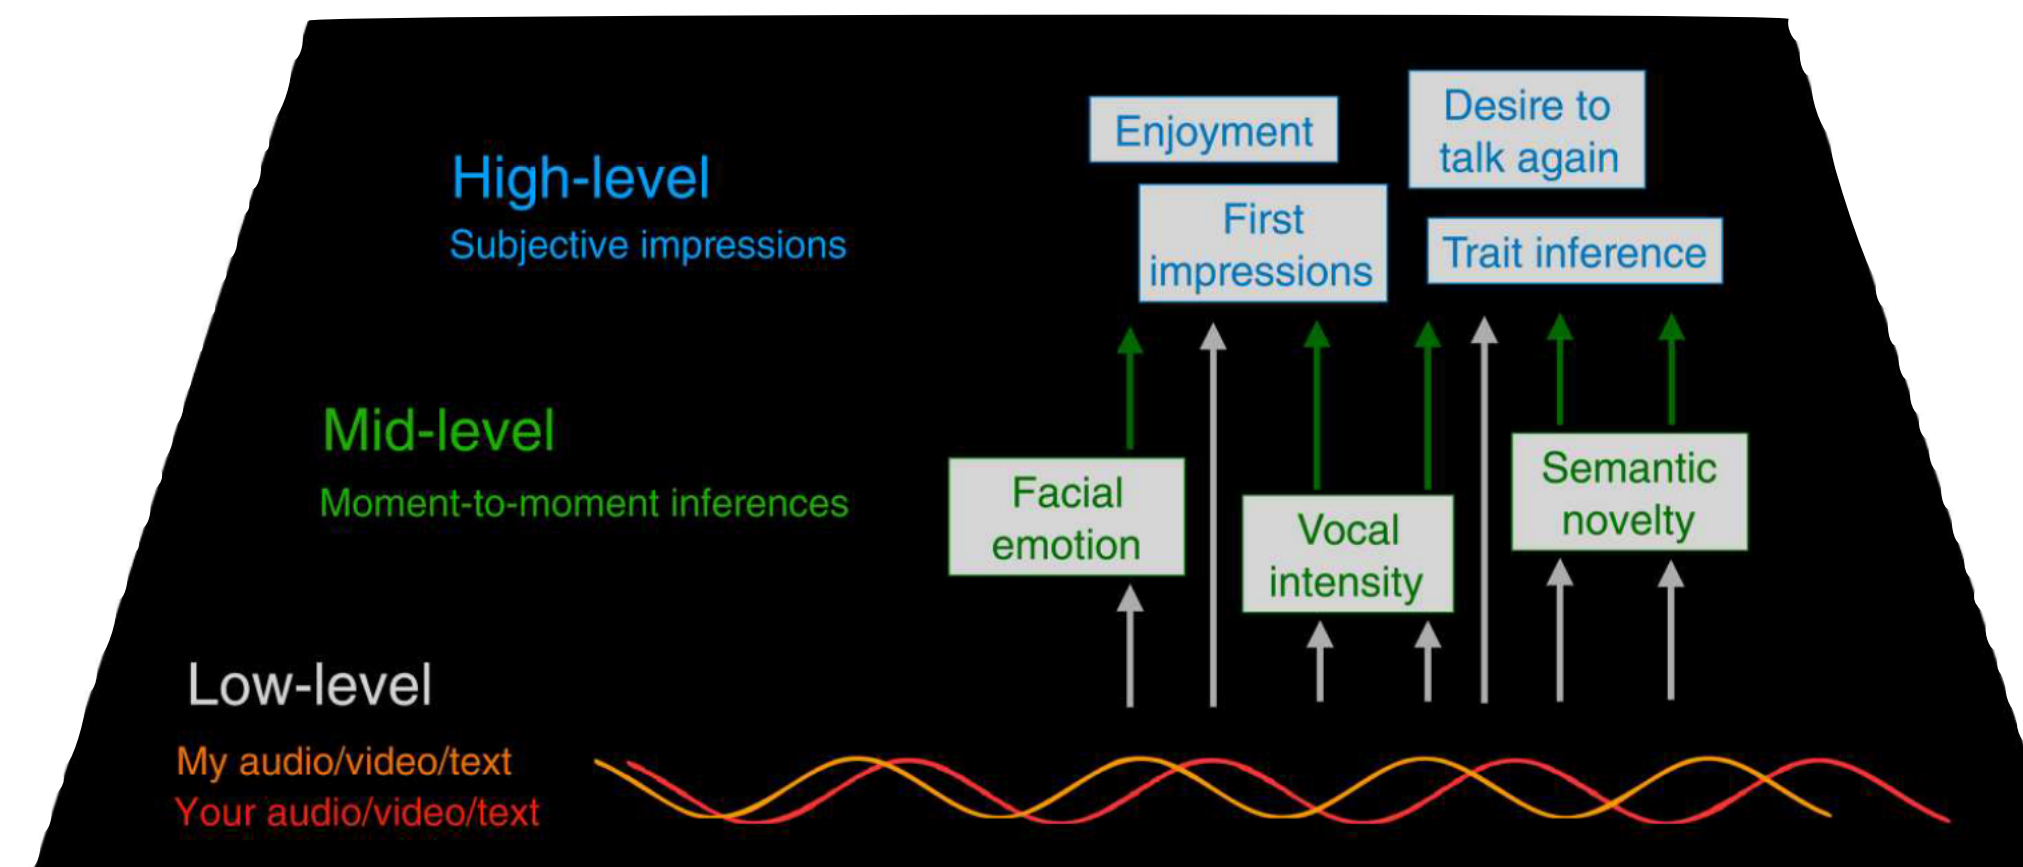 High-level
Subjective impressions
Enjoyment
Desire to
talk again
First
impressions
Trait inference
Mid-level
Moment-to-moment inferences
Facial
emotion
Vocal
intensity
Semantic
novelty
Low-level
My audio/video/text
Your audio/video/text